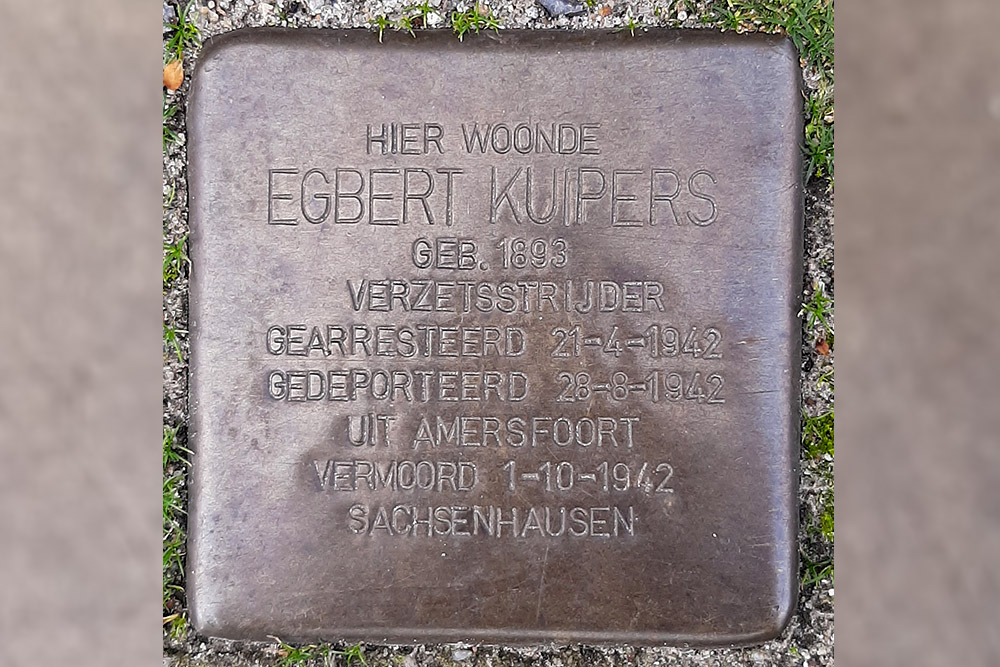 HIER WOONDE
EGBERT KUIPERS
GEB. 1893
VERZETSSTRIJDER
GEARRESTEERD 21-4-1942
GEDEPORTEERD 28-8-1942
UIT AMERSFOORT
VERMOORD 1-10-1942
SACHSENHAUSEN